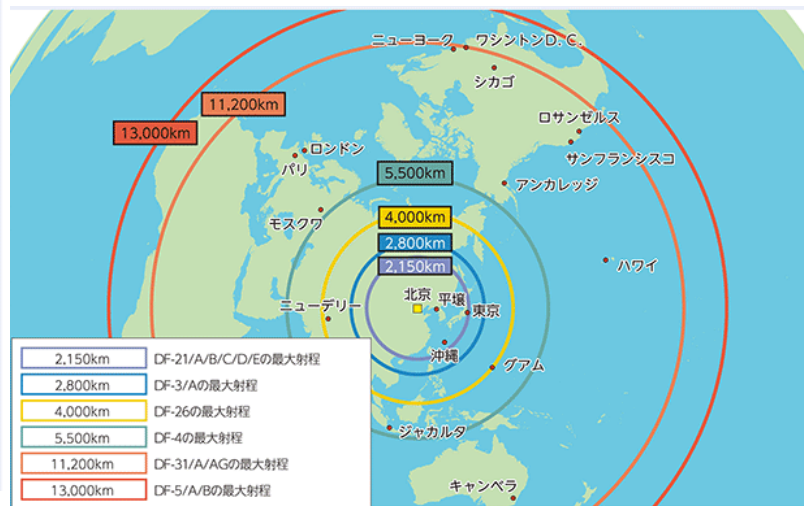 ニューヨーク
ワシントンD.C.
シカゴ
11,200km
13,000km
ロサンゼルス
ロンドン
パリ
サンフランシスコ
5,500km
アンカレッジ
モスクワ
4,000km
2,800km
2,150km
ハワイ
北京
平壌
ニューデリー
東京
沖縄
グアム
2,150km DF-21/A/B/C/D/Eの最大射程
2,800km DF-3/Aの最大射程
4,000km DF-26の最大射程
5,500km DF-4の最大射程
ジャカルタ
11,200km DF-31/A/AGの最大射程
13,000km DF-5/A/Bの最大射程
キャンベラ